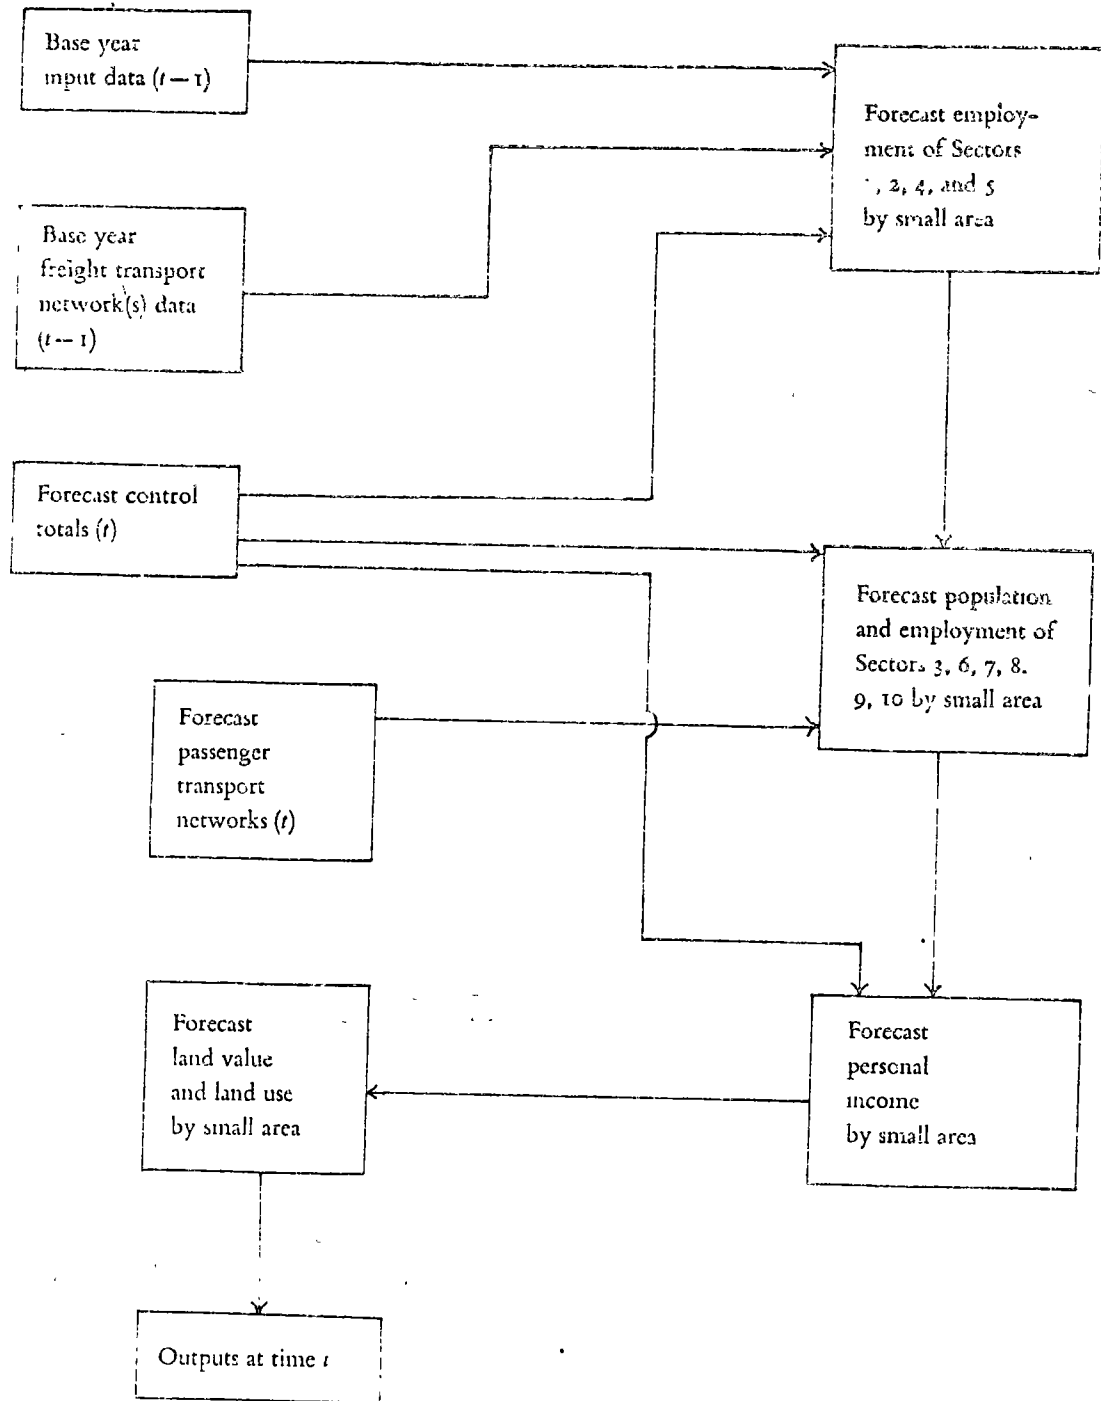 Base year
input data (t–1)
Forecast employ-
ment of Sectors
1, 2, 4, and 5
by small area
Base year
freight transport
network(s) data
(t–1)
Forecast control
totals (t)
Forecast population
and employment of
Sectors 3, 6, 7, 8.
9, 10 by small area
Forecast
passenger
transport
networks (t)
Forecast
land value
and land use
by small area
Forecast
personal
income
by small area
Outputs at time t